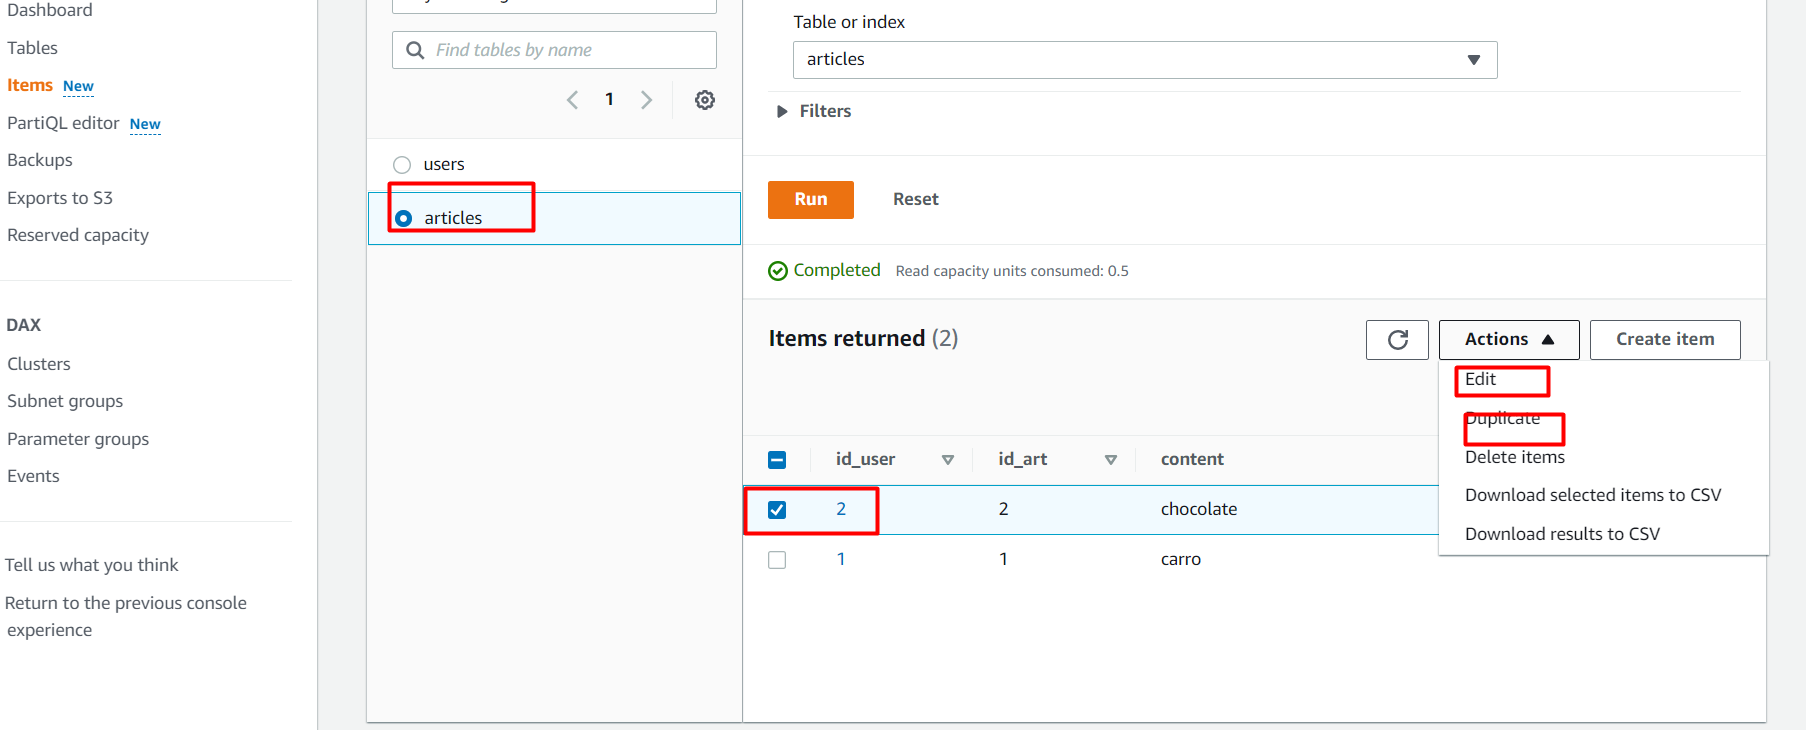 Dashboard
Tables
Items New
PartiQL editor New
Backups
Exports to S3
Reserved capacity
DAX
Clusters
Subnet groups
Parameter groups
Events
Tell us what you think
Return to the previous console
experience
Find tables by name
1
users
articles
Table or index
articles
Filters
Run Reset
Completed Read capacity units consumed: 0.5
Items returned (2)
Actions Create item
Edit
Duplicate
Delete items
Download selected items to CSV
Download results to CSV
id_user id_art content
2 2 chocolate
1 1 carro